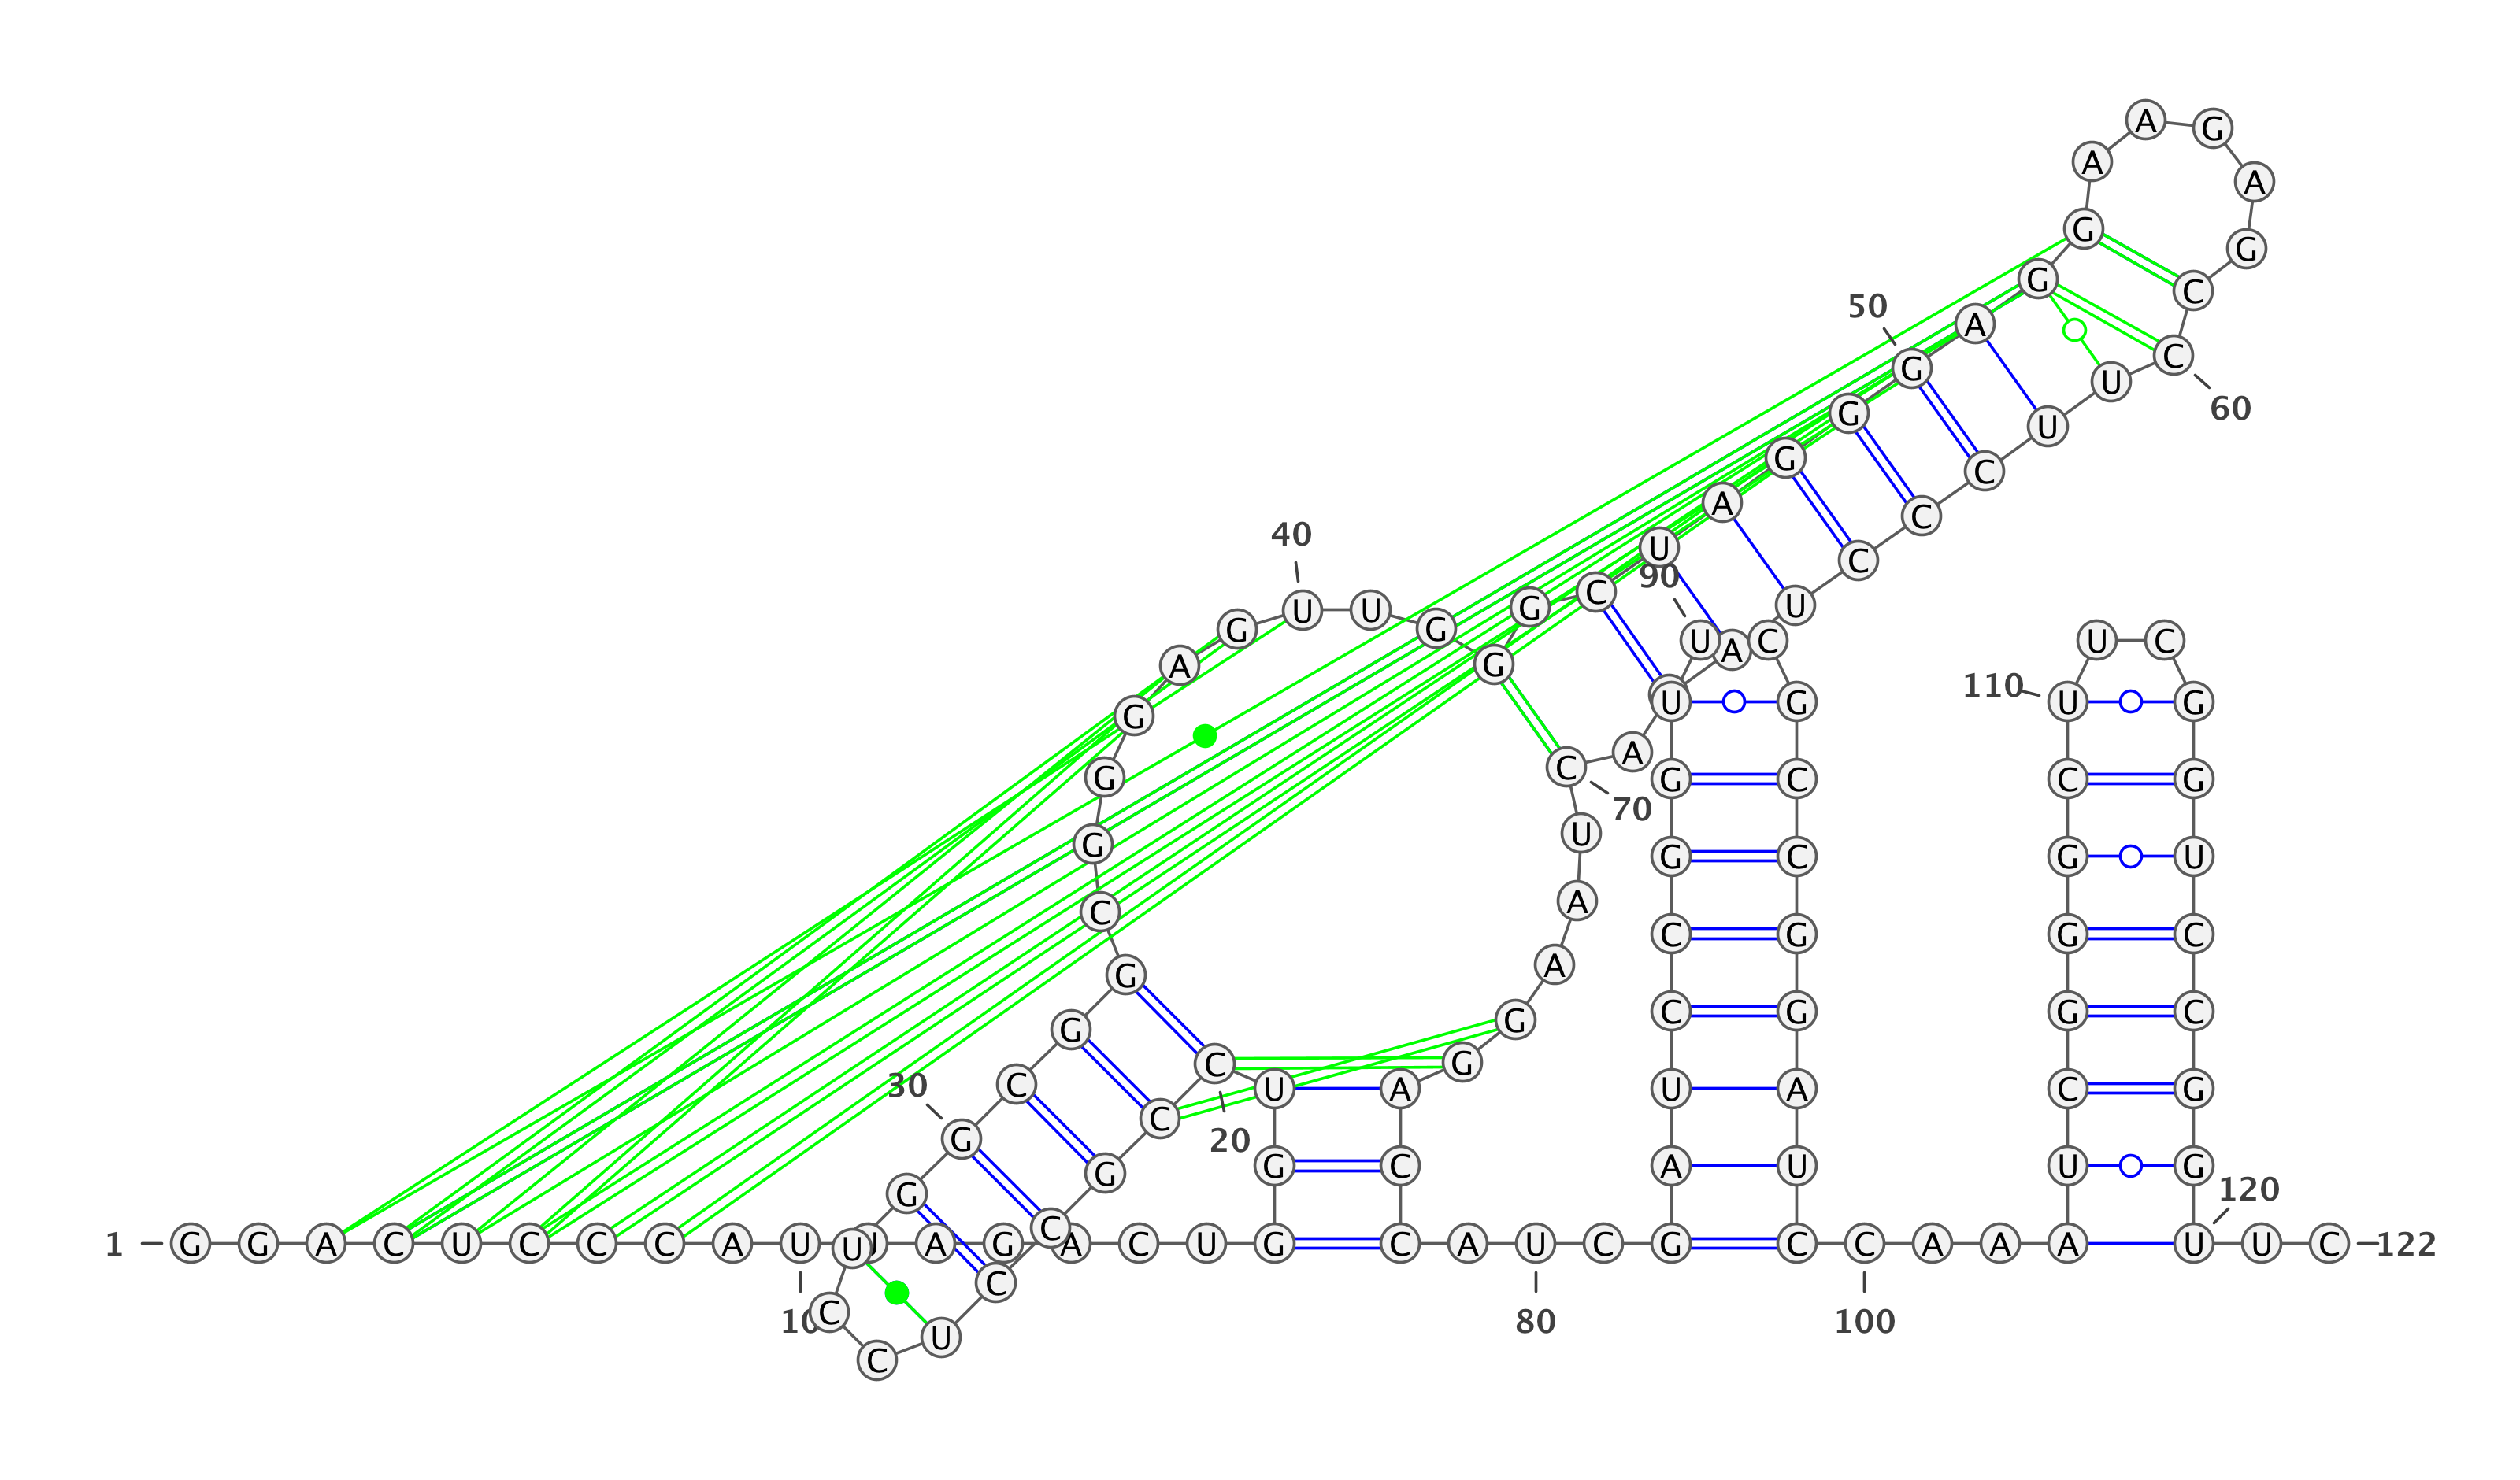 A G
A A
G G
G C
50 A
C
G U
60
G U
G C
A C
40
U C
90
C U
U U G
G G U A C U C
A G
110 G U G U G
A C
G G C C G
70
U
G G C G U
C A
C G G C
G A
G G C G G C
30 C C G U A U A C G
G C 20
G G C A U U G
G 120
1 G G A C U C C C A U U U A G C A C U G C A U C G C C A A A U U C 122
C
10 C U 80 100
C